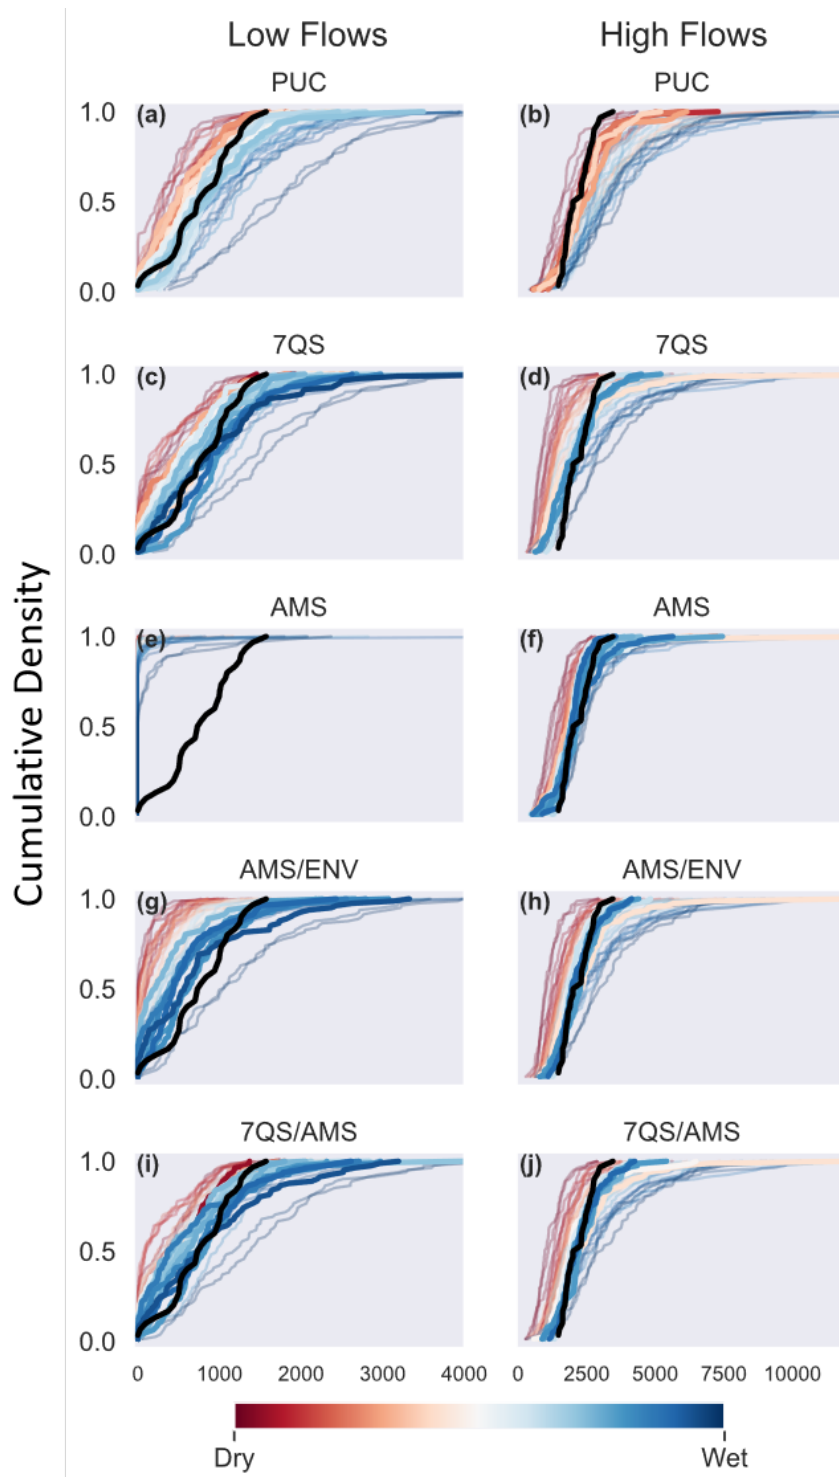 Low Flows High Flows
PUC PUC
1.0 (a) (b)
0.5
0.0
7QS 7QS
1.0 (c) (d)
0.5
0.0
AMS AMS
1.0 (e) (f)
0.5
0.0
AMS/ENV AMS/ENV
1.0 (g) (h)
0.5
0.0
7QS/AMS 7QS/AMS
1.0 (i) (j)
0.5
0.0
Cumulative Density
0 1000 2000 3000 4000 0 2500 5000 7500 10000
Dry Wet